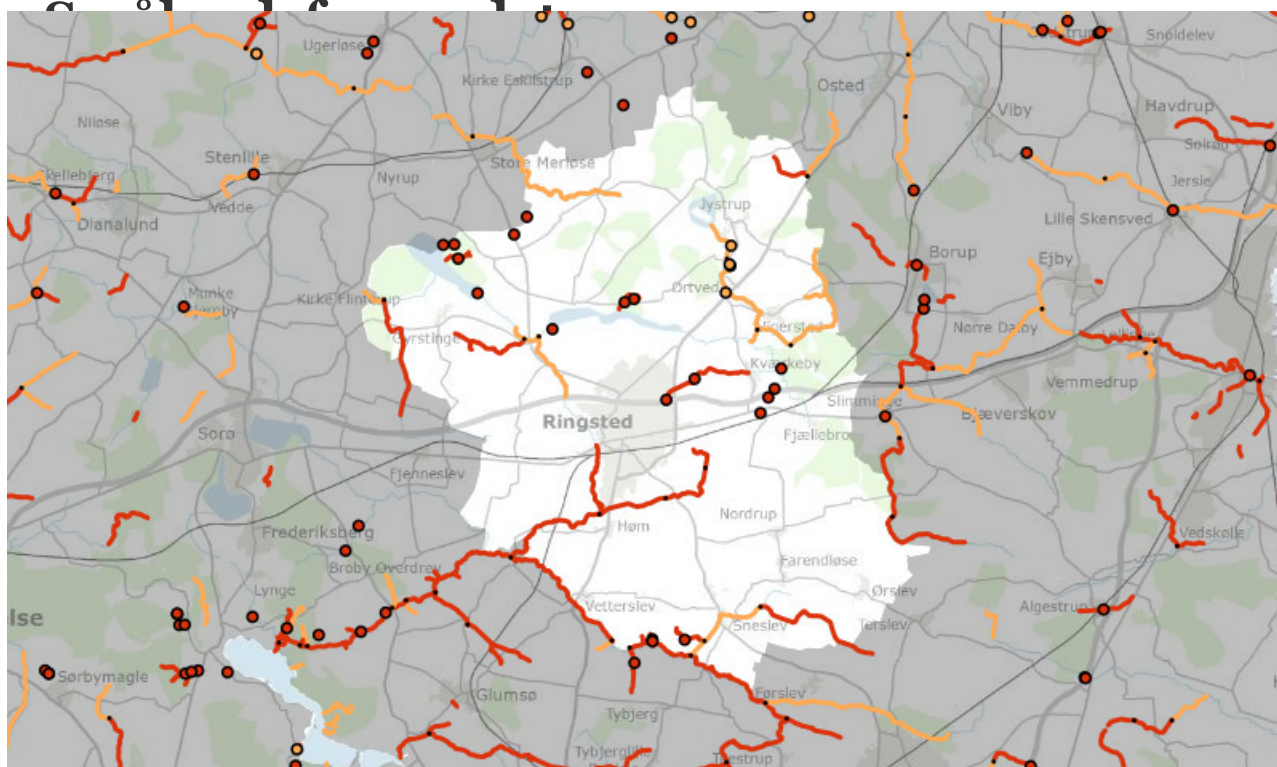 Ugerløse
Snoldelev
Kirke Eskilstrup
Osted
Viby
Havdrup
Niløse
Solrød
Stenlille
Store Merløse
Nyrup
Jersie
Vedde
Jystrup
Dianalund
Lille Skensved
Borup
Ejby
Munke
Kirke Flinterup
Ortved
Gyrstinge
Nørre Dalby
Kværkeby
Vemmedrup
Slimminge
Bjæverskov
Ringsted
Sorø
Fjællebro
Fjenneslev
Nordrup
Høm
Frederiksberg
Vedskølle
Farendløse
Broby Overdrev
Lynge
Ørslev
Vetterslev
Algestrup
lse
Sneslev
Terslev
Sørbymagle
Glumsø
Førslev
Tybjerg